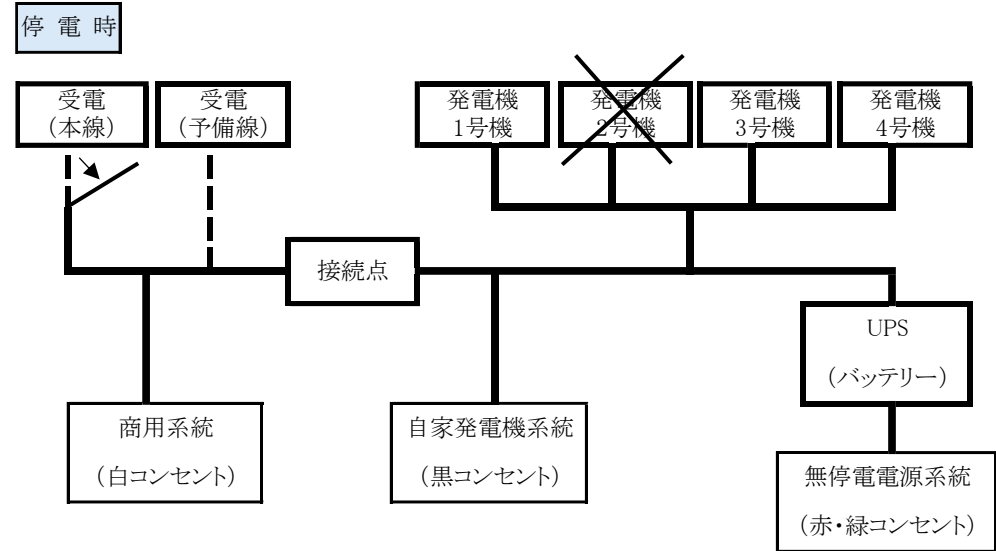 停 電 時
受電
（本線）
受電
（予備線）
発電機
1号機
発電機
2号機
発電機
3号機
発電機
4号機
接続点
UPS
（バッテリー）
商用系統
（白コンセント）
自家発電機系統
（黒コンセント）
無停電電源系統
（赤・緑コンセント）